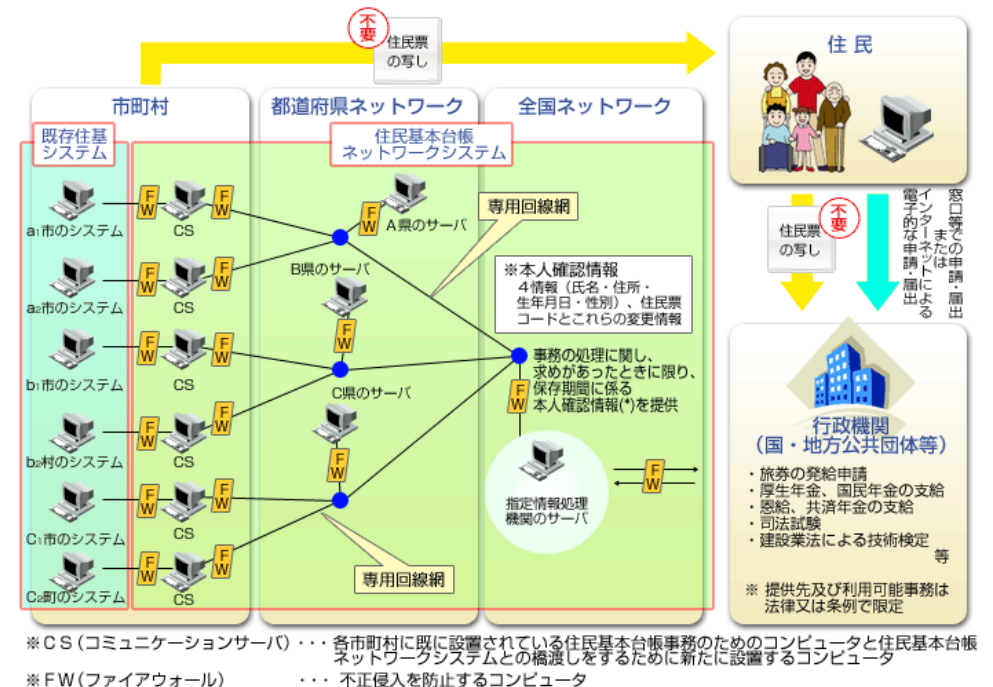 不要
住民票
の写し
住民
市町村
都道府県ネットワーク
全国ネットワーク
既存住基
システム
住民基本台帳
ネットワークシステム
FW
CS
FW
a1市のシステム
FW
CS
FW
a2市のシステム
FW
CS
FW
b1市のシステム
FW
CS
FW
b2村のシステム
FW
CS
FW
C1市のシステム
FW
CS
FW
C2町のシステム
FW
A県のサーバ
B県のサーバ
FW
C県のサーバ
FW
専用回線網
専用回線網
※本人確認情報
4情報(氏名・住所・
生年月日・性別)、住民票
コードとこれらの変更情報
事務の処理に関し、
求めがあったときに限り、
保存期間に係る
本人確認情報(*)を提供
FW
指定情報処理
機関のサーバ
FW
住民票
の写し
不要
窓口等での申請・届出
または
インターネットによる
電子的な申請・届出
行政機関
(国・地方公共団体等)
・旅券の発給申請
・厚生年金、国民年金の支給
・恩給、共済年金の支給
・司法試験
・建設業法による技術検定
等
※ 提供先及び利用可能事務は
法律又は条例で限定
※CS(コミュニケーションサーバ)・・・各市町村に既に設置されている住民基本台帳事務のためのコンピュータと住民基本台帳
ネットワークシステムとの橋渡しをするために新たに設置するコンピュータ
※FW(ファイアウォール) ・・・ 不正侵入を防止するコンピュータ